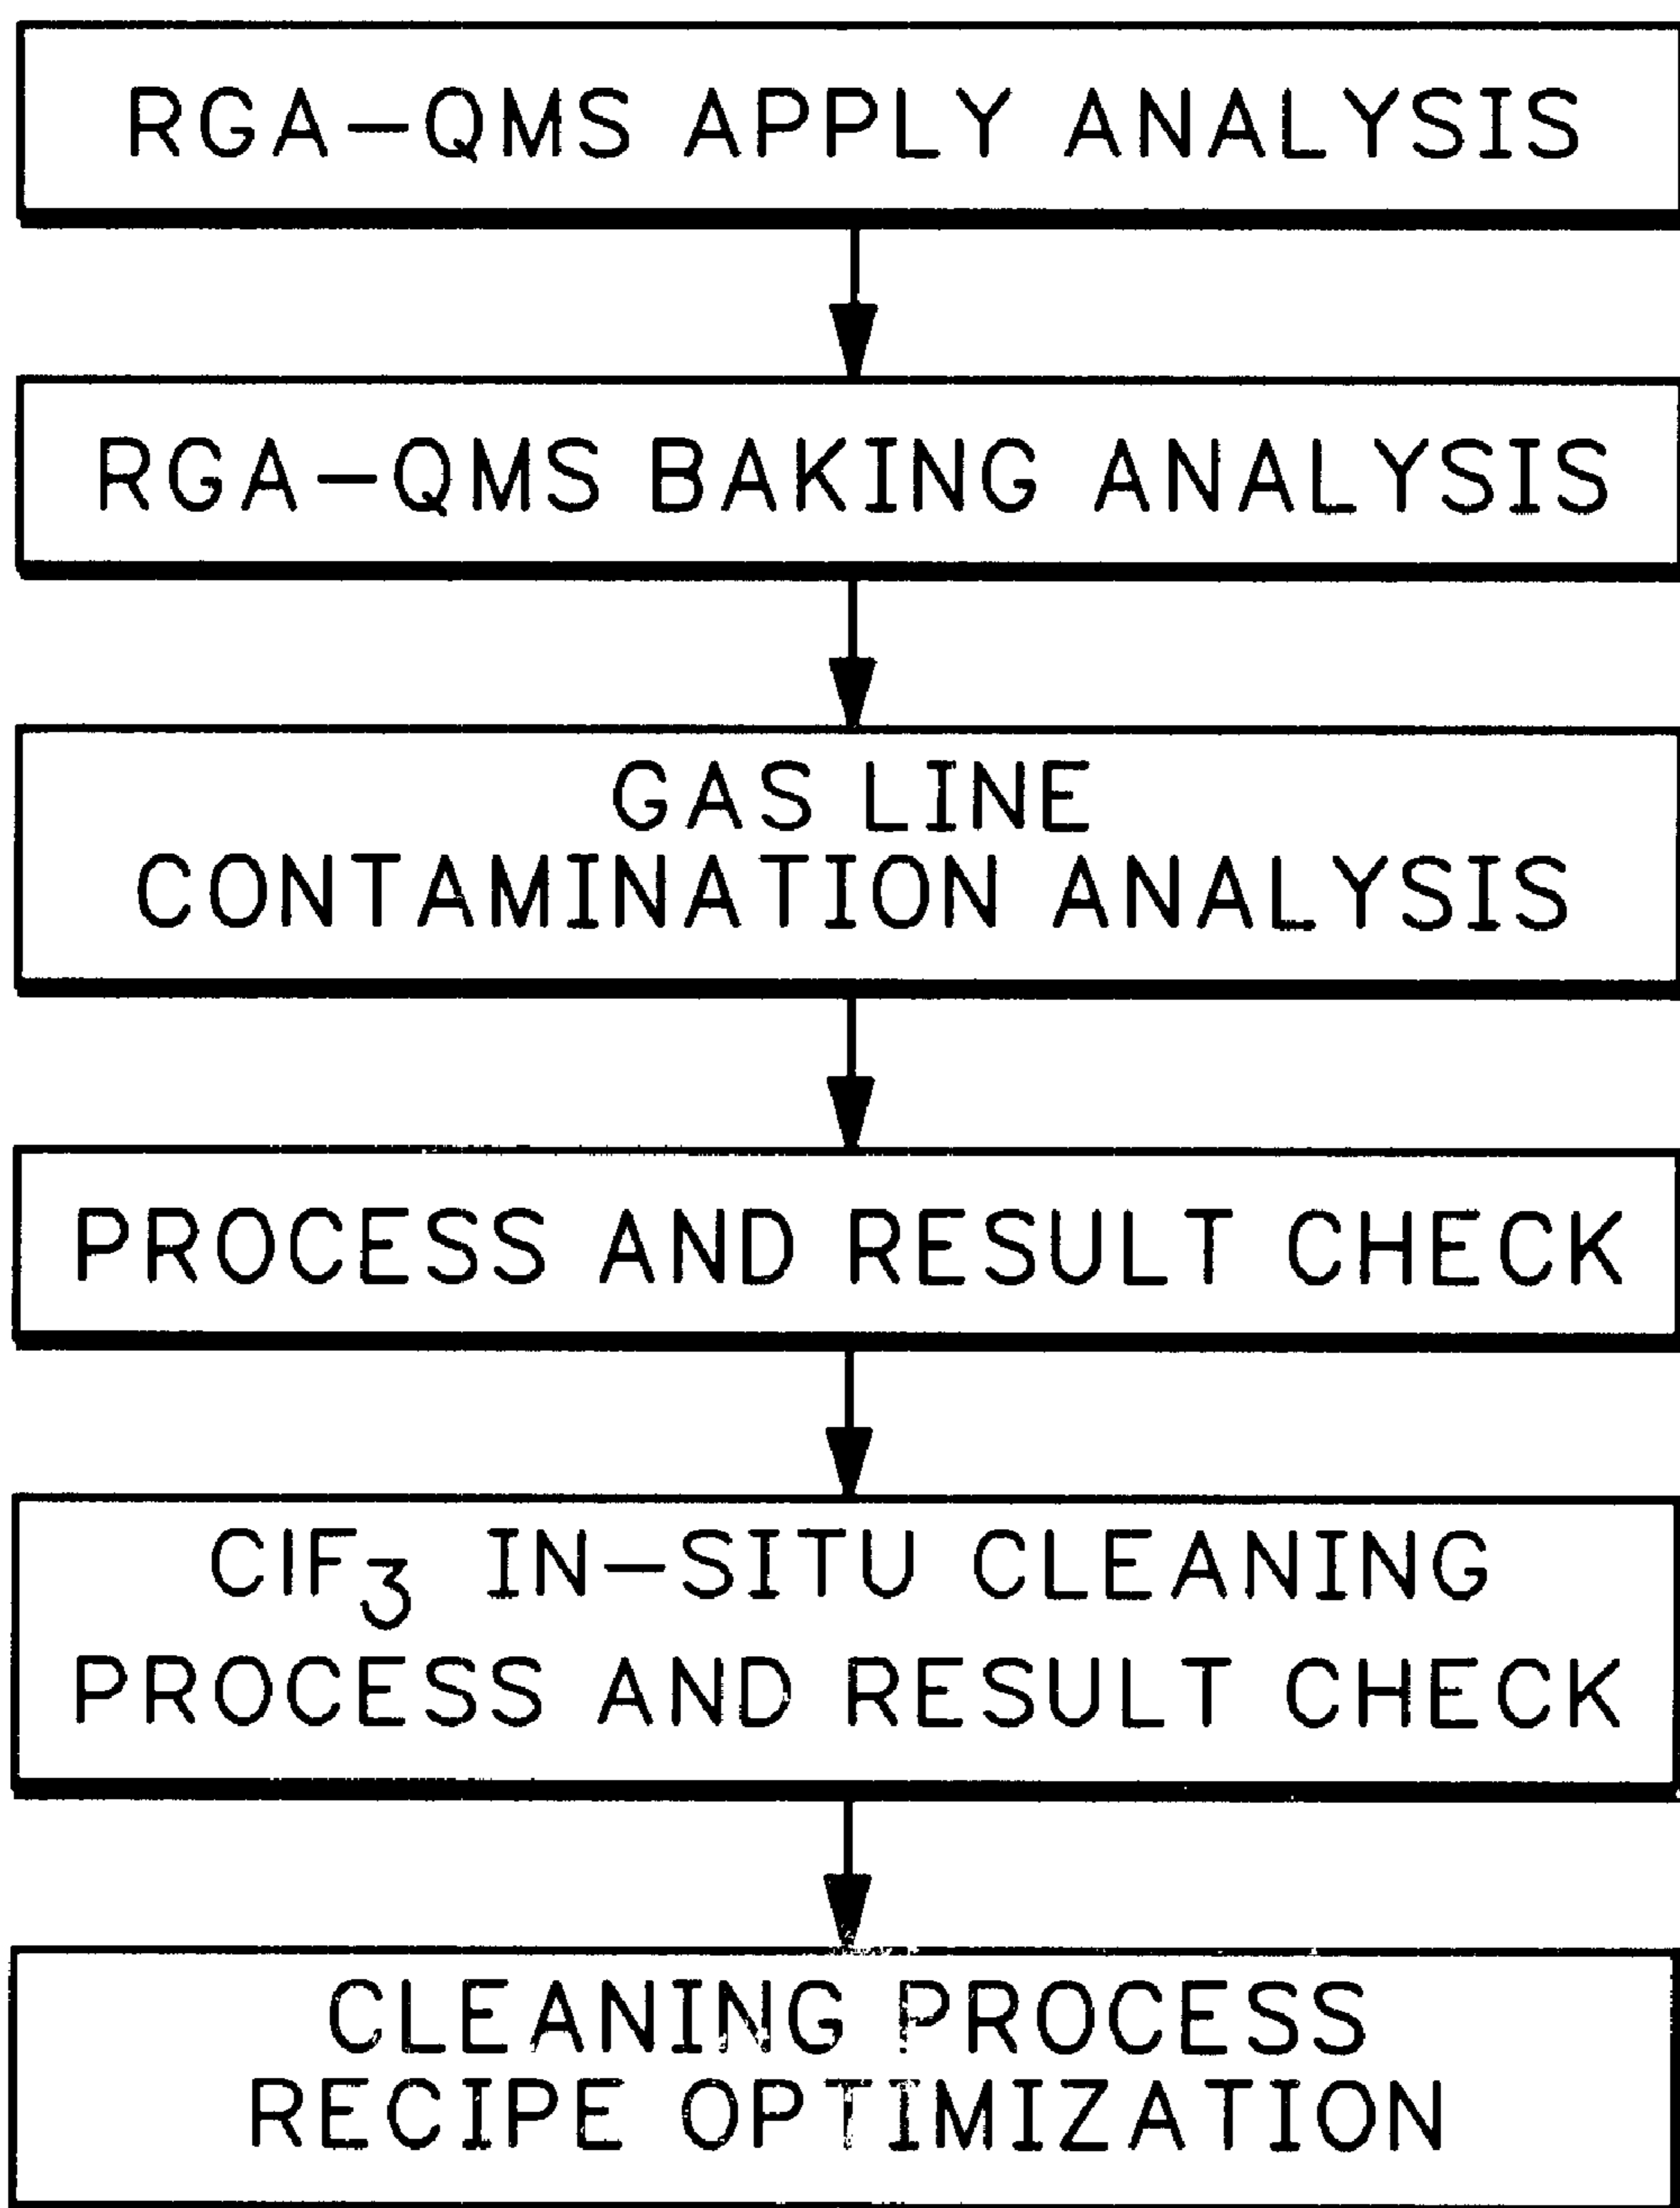 RGA-QMS APPLY ANALYSIS
RGA-QMS BAKING ANALYSIS
GAS LINE
CONTAMINATION ANALYSIS
PROCESS AND RESULT CHECK
ClF₃ IN-SITU CLEANING
PROCESS AND RESULT CHECK
CLEANING PROCESS
RECIPE OPTIMIZATION